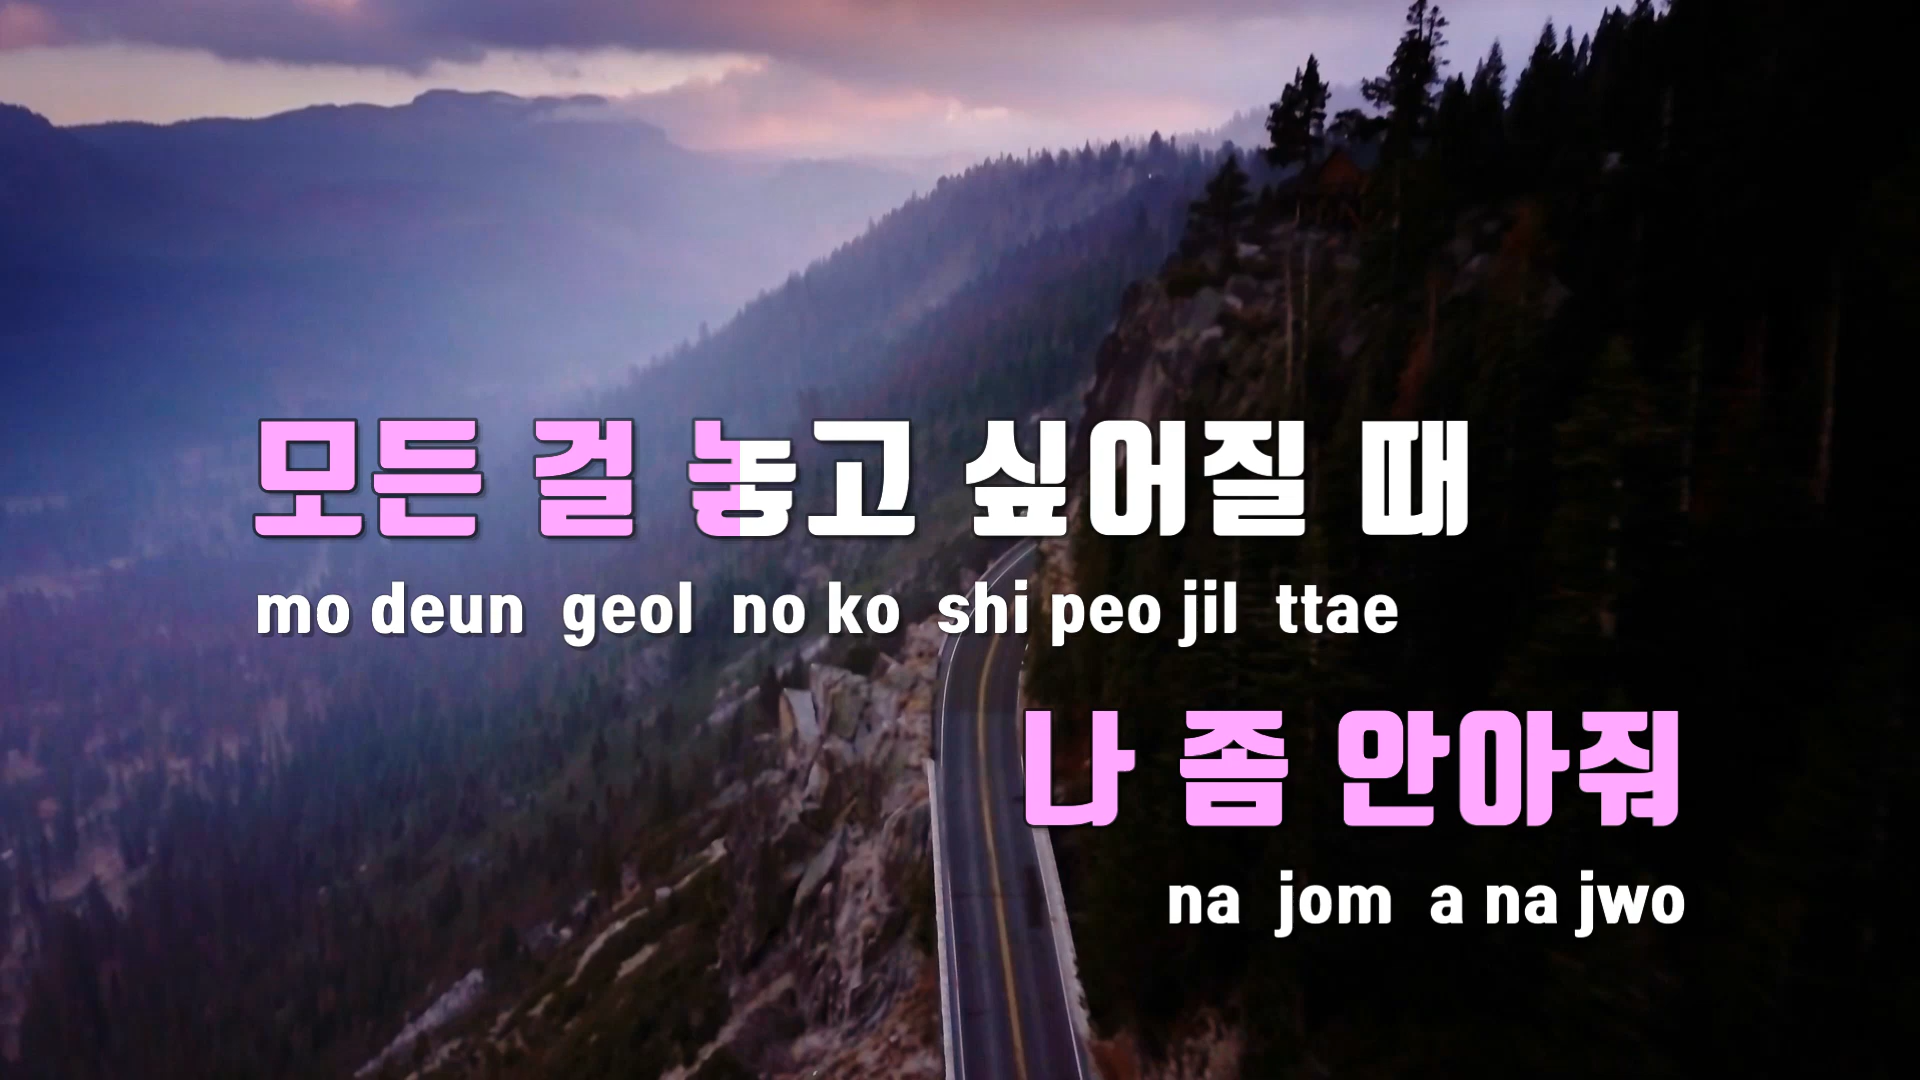 모든 걸 놓고 싶어질 때
mo deun geol no ko shi peo jil ttae
나 좀 안아줘
na jom a na jwo